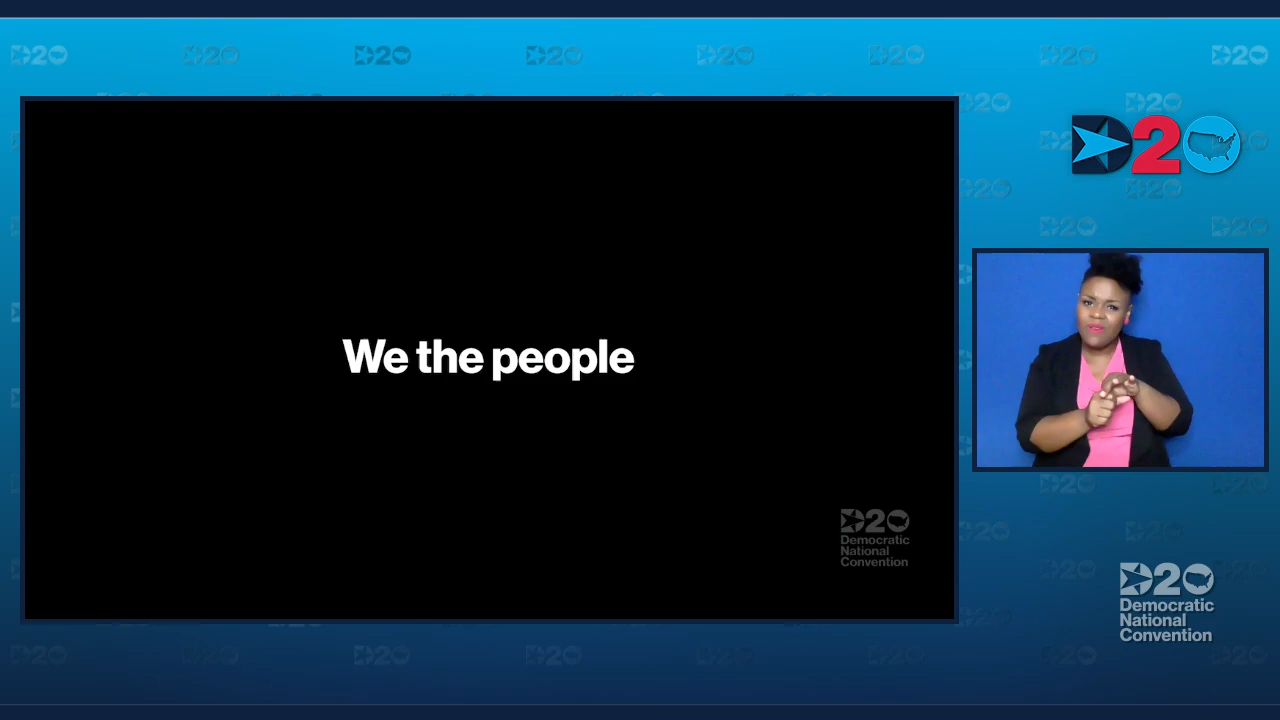 D20
We the people
D20
Democratic
National
Convention
D20
Democratic
National
Convention